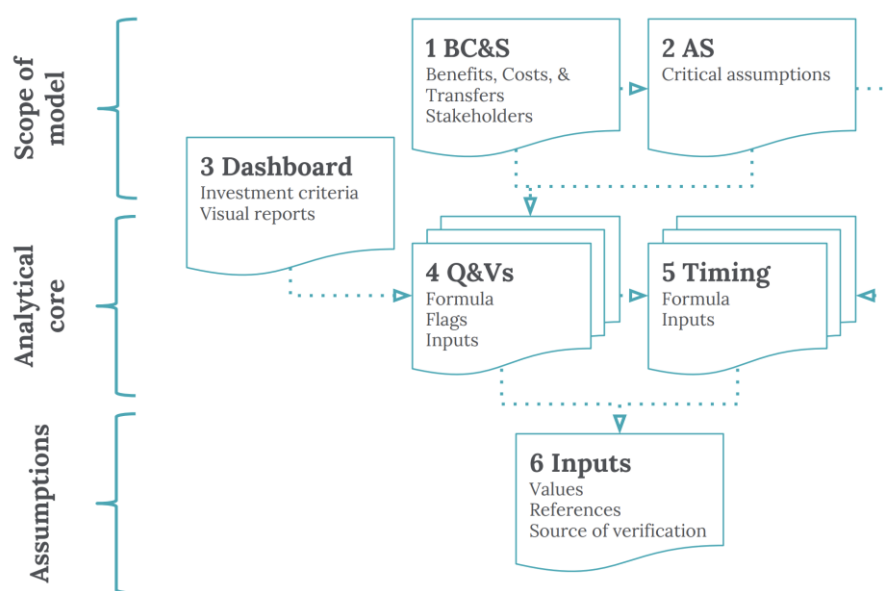 Scope of
model
1 BC&S
Benefits, Costs, &
Transfers
Stakeholders
2 AS
Critical assumptions
3 Dashboard
Investment criteria
Visual reports
Analytical
core
4 Q&Vs
Formula
Flags
Inputs
5 Timing
Formula
Inputs
Assumptions
6 Inputs
Values
References
Source of verification